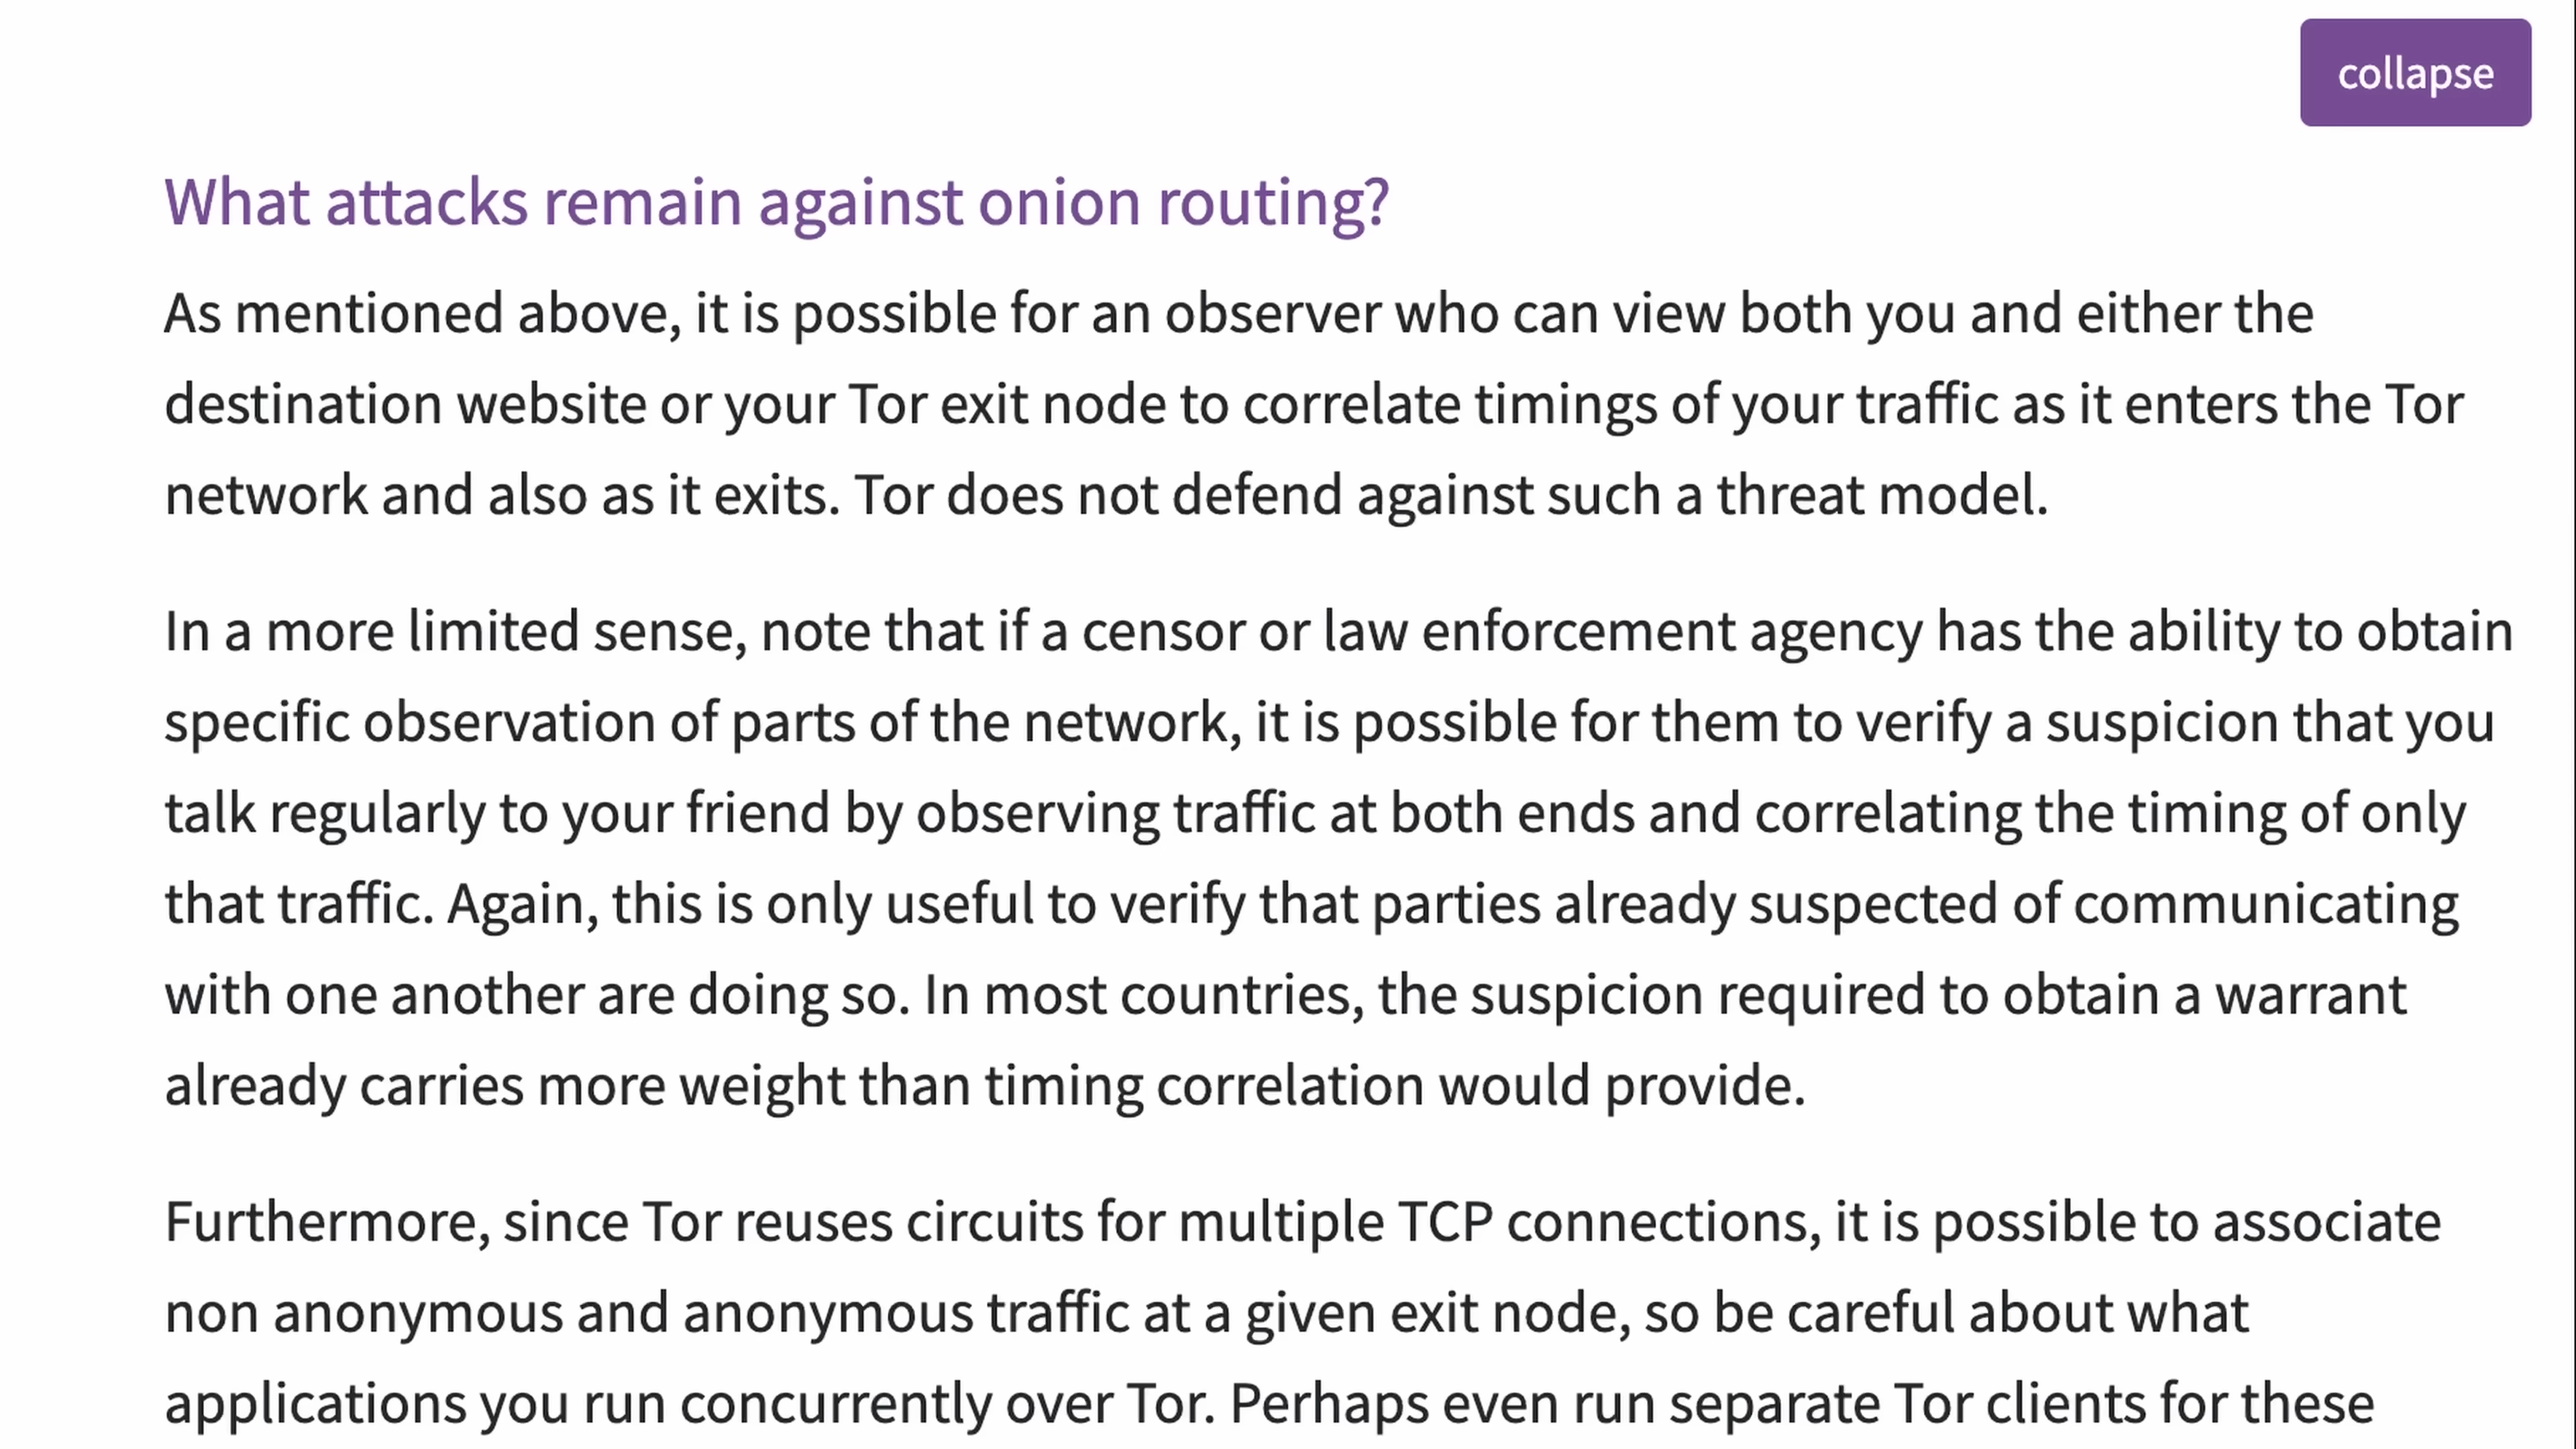 collapse
What attacks remain against onion routing?
As mentioned above, it is possible for an observer who can view both you and either the
destination website or your Tor exit node to correlate timings of your traffic as it enters the Tor
network and also as it exits. Tor does not defend against such a threat model.
In a more limited sense, note that if a censor or law enforcement agency has the ability to obtain
specific observation of parts of the network, it is possible for them to verify a suspicion that you
talk regularly to your friend by observing traffic at both ends and correlating the timing of only
that traffic. Again, this is only useful to verify that parties already suspected of communicating
with one another are doing so. In most countries, the suspicion required to obtain a warrant
already carries more weight than timing correlation would provide.
Furthermore, since Tor reuses circuits for multiple TCP connections, it is possible to associate
non anonymous and anonymous traffic at a given exit node, so be careful about what
applications you run concurrently over Tor. Perhaps even run separate Tor clients for these